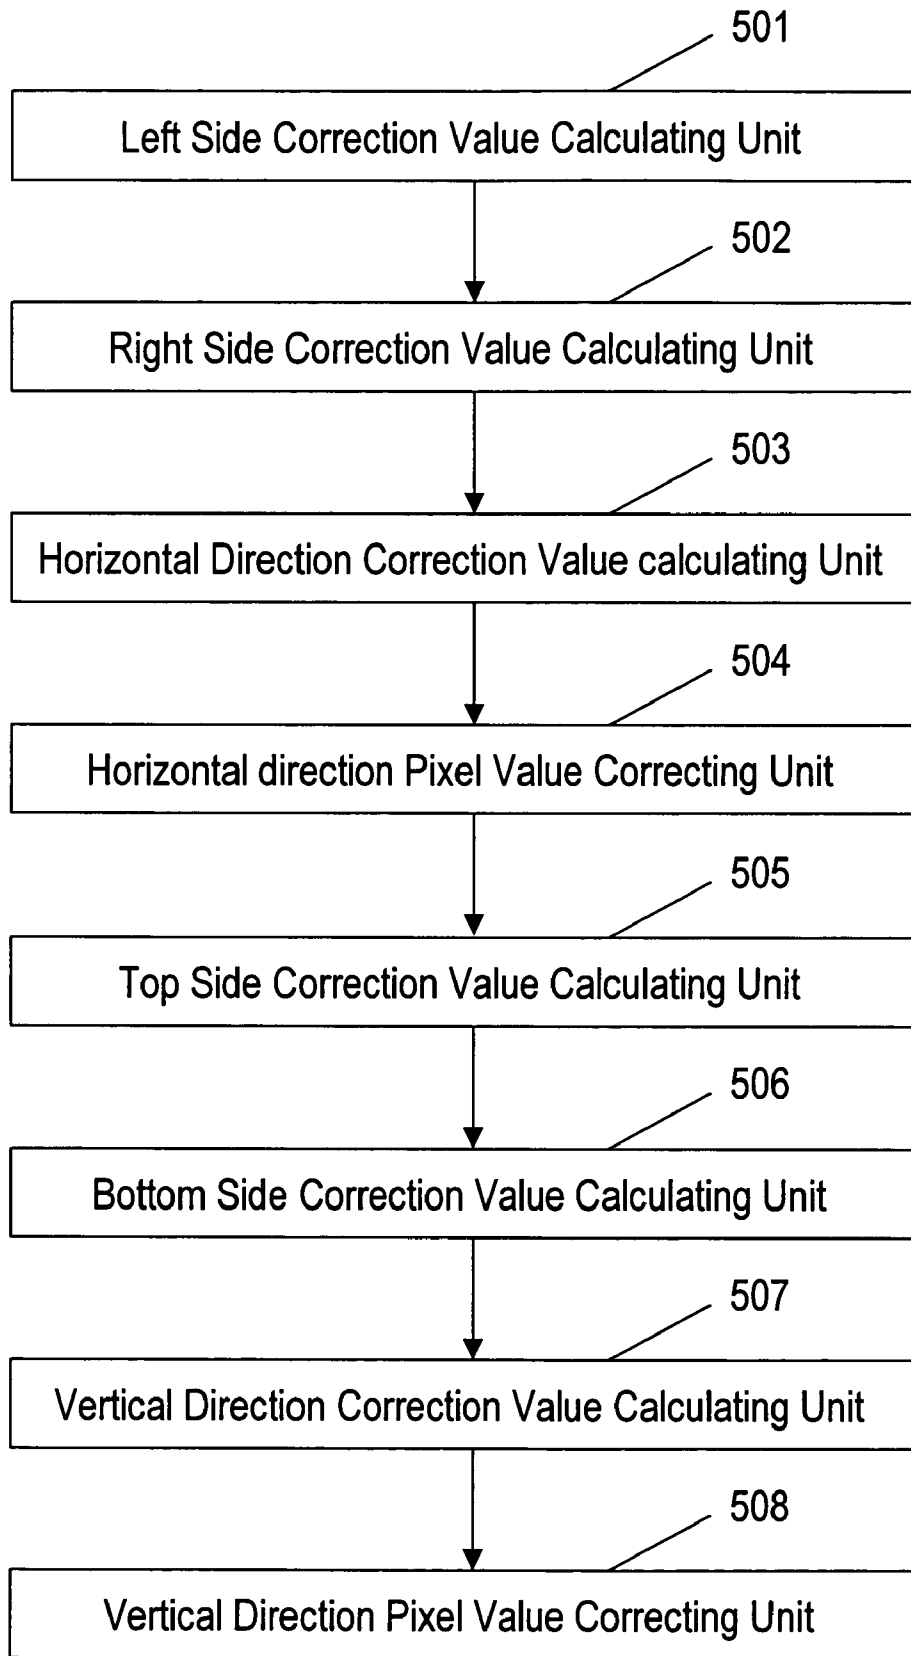 501
Left Side Correction Value Calculating Unit
502
Right Side Correction Value Calculating Unit
503
Horizontal Direction Correction Value calculating Unit
504
Horizontal direction Pixel Value Correcting Unit
505
Top Side Correction Value Calculating Unit
506
Bottom Side Correction Value Calculating Unit
507
Vertical Direction Correction Value Calculating Unit
508
Vertical Direction Pixel Value Correcting Unit